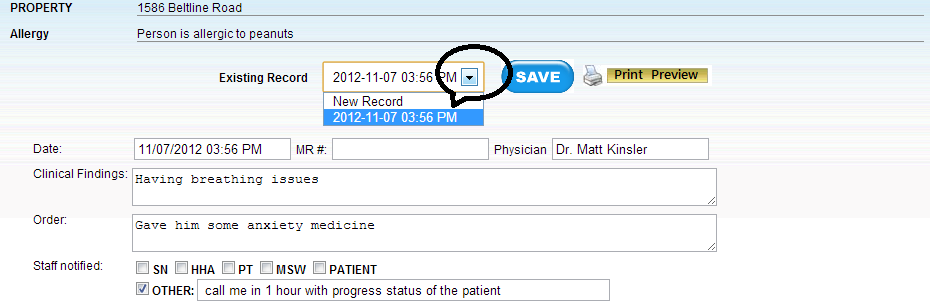 PROPERTY 1586 Beltline Road
Allergy Person is allergic to peanuts
Existing Record 2012-11-07 03:56 PM SAVE Print Preview
New Record
2012-11-07 03:56 PM
Date: 11/07/2012 03:56 PM MR #: Physician Dr. Matt Kinsler
Clinical Findings: Having breathing issues
Order: Gave him some anxiety medicine
Staff notified: SN HHA PT MSW PATIENT
OTHER: call me in 1 hour with progress status of the patient